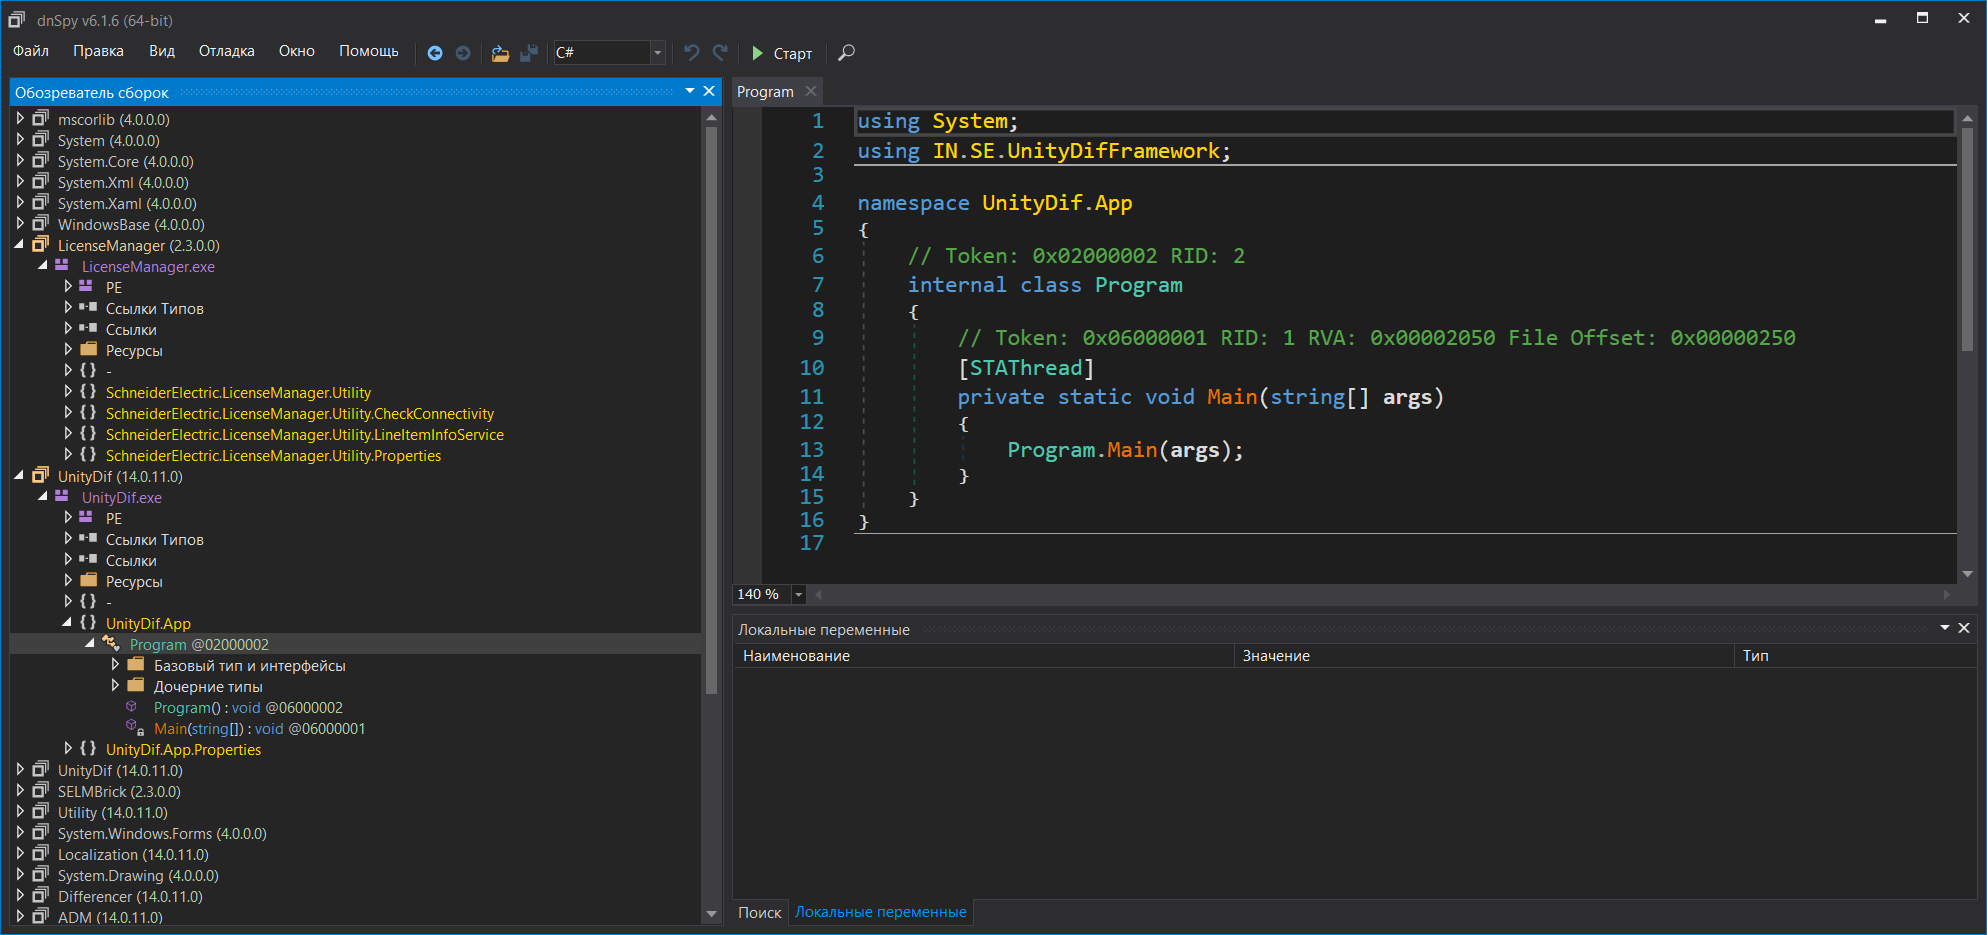 dnSpy v6.1.6 (64-bit)
Файл Правка Вид Отладка Окно Помощь C# Старт
Обозреватель сборок
mscorlib (4.0.0.0)
System (4.0.0.0)
System.Core (4.0.0.0)
System.Xml (4.0.0.0)
System.Xaml (4.0.0.0)
WindowsBase (4.0.0.0)
LicenseManager (2.3.0.0)
LicenseManager.exe
PE
Ссылки Типов
Ссылки
Ресурсы
{ } -
{ } SchneiderElectric.LicenseManager.Utility
{ } SchneiderElectric.LicenseManager.Utility.CheckConnectivity
{ } SchneiderElectric.LicenseManager.Utility.LineItemInfoService
{ } SchneiderElectric.LicenseManager.Utility.Properties
UnityDif (14.0.11.0)
UnityDif.exe
PE
Ссылки Типов
Ссылки
Ресурсы
{ } -
{ } UnityDif.App
Program @02000002
Базовый тип и интерфейсы
Дочерние типы
Program() : void @06000002
Main(string[]) : void @06000001
{ } UnityDif.App.Properties
UnityDif (14.0.11.0)
SELMBrick (2.3.0.0)
Utility (14.0.11.0)
System.Windows.Forms (4.0.0.0)
Localization (14.0.11.0)
System.Drawing (4.0.0.0)
Differencer (14.0.11.0)
ADM (14.0.11.0)
Program
1 using System;
2 using IN.SE.UnityDifFramework;
3
4 namespace UnityDif.App
5 {
6 // Token: 0x02000002 RID: 2
7 internal class Program
8 {
9 // Token: 0x06000001 RID: 1 RVA: 0x00002050 File Offset: 0x00000250
10 [STAThread]
11 private static void Main(string[] args)
12 {
13 Program.Main(args);
14 }
15 }
16 }
17
140 %
Локальные переменные
Наименование Значение Тип
Поиск Локальные переменные